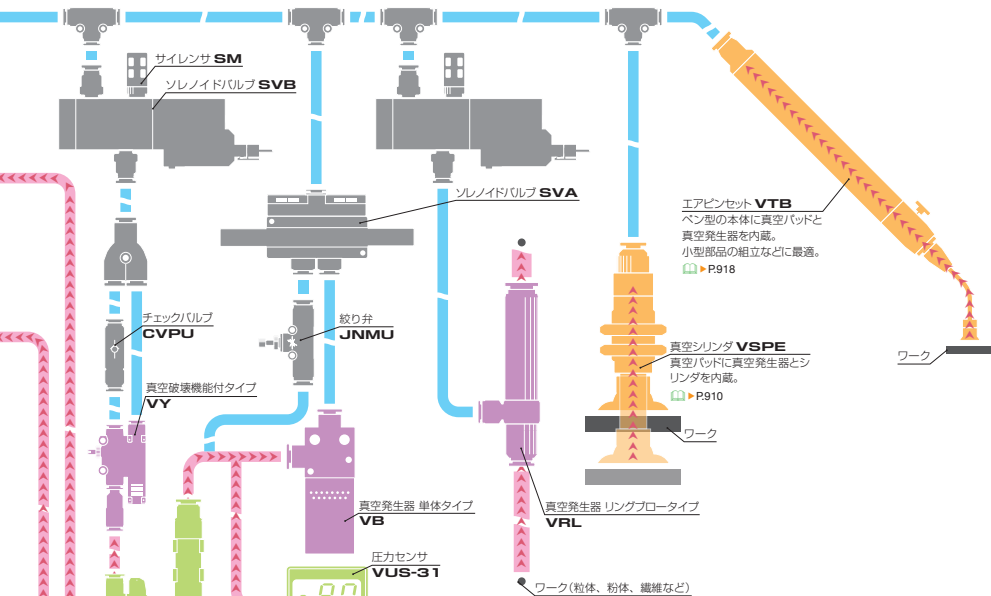 サイレンサ SM
ソレノイドバルブ SVB
ソレノイドバルブ SVA
エアピンセット VTB
ペン型の本体に真空パッドと
真空発生器を内蔵。
小型部品の組立などに最適。
P.918
チェックバルブ
CVPU
絞り弁
JNMU
真空シリンダ VSPE
真空パッドに真空発生器とシ
リンダを内蔵。
P.910
ワーク
真空破壊機能付タイプ
VY
ワーク
真空発生器 単体タイプ
VB
真空発生器 リングブロータイプ
VRL
圧力センサ
VUS-31
ワーク（粒体、粉体、繊維など）